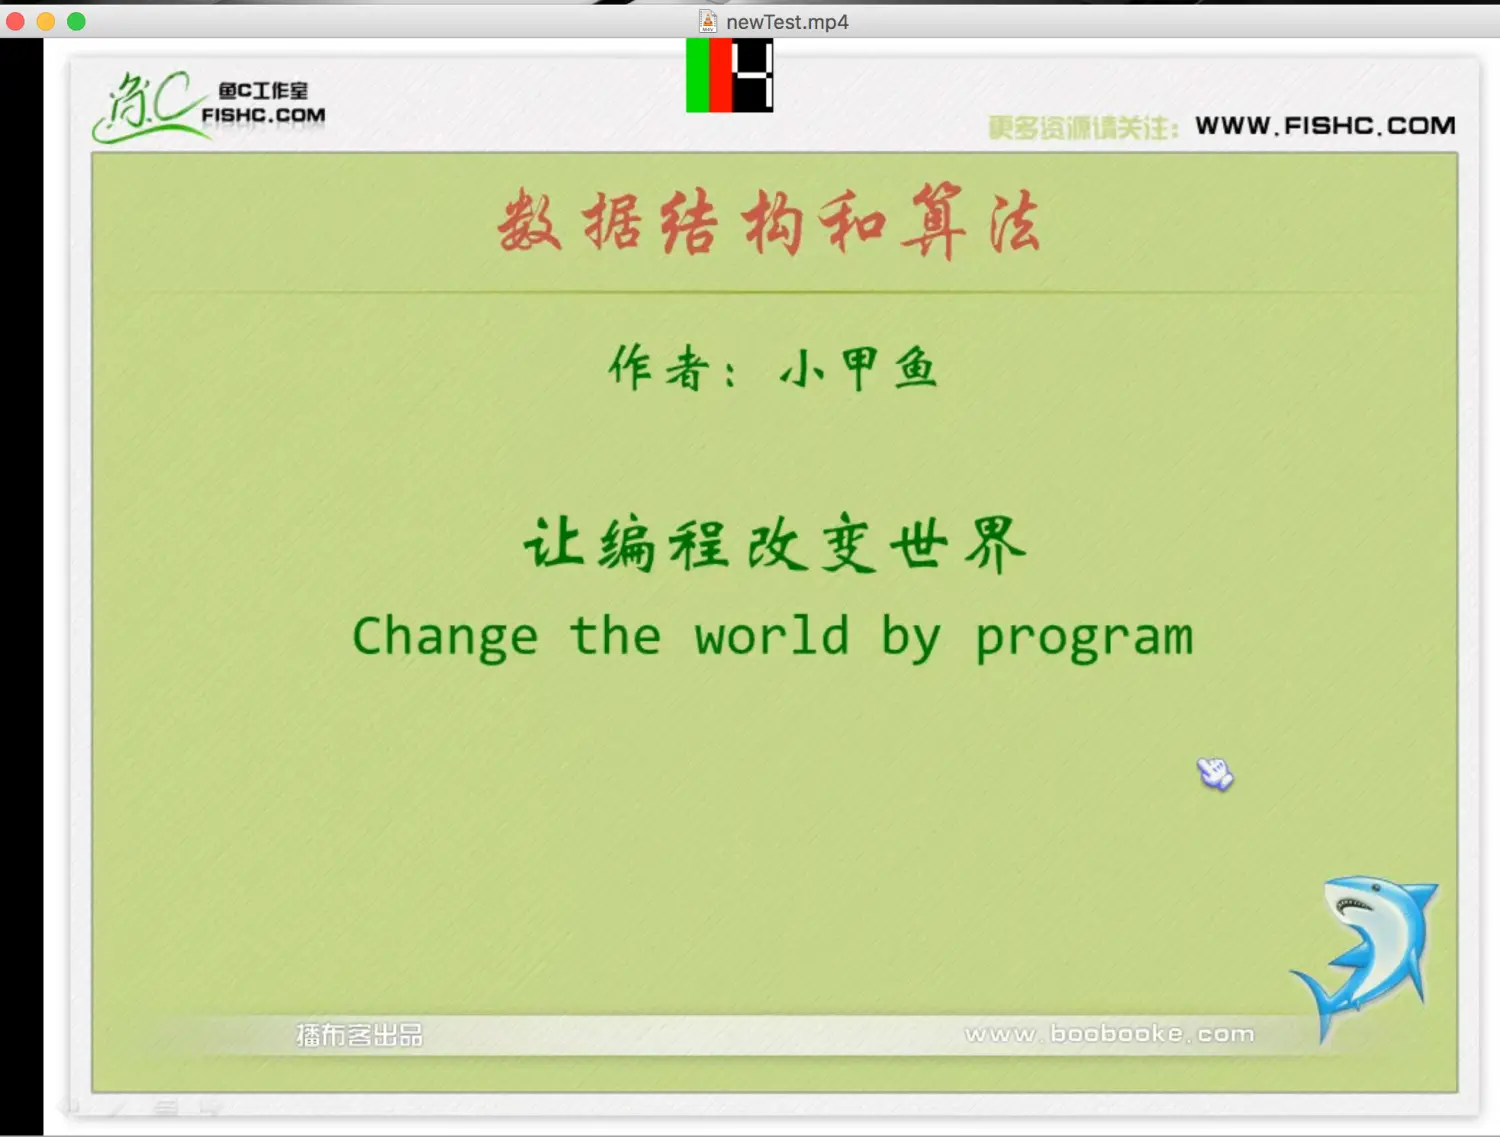 newTest.mp4
鱼C工作室
FISHC.COM
4
更多资源请关注: WWW.FISHC.COM
数据结构和算法
作者：小甲鱼
让编程改变世界
Change the world by program
播布客出品
www.boobooke.com